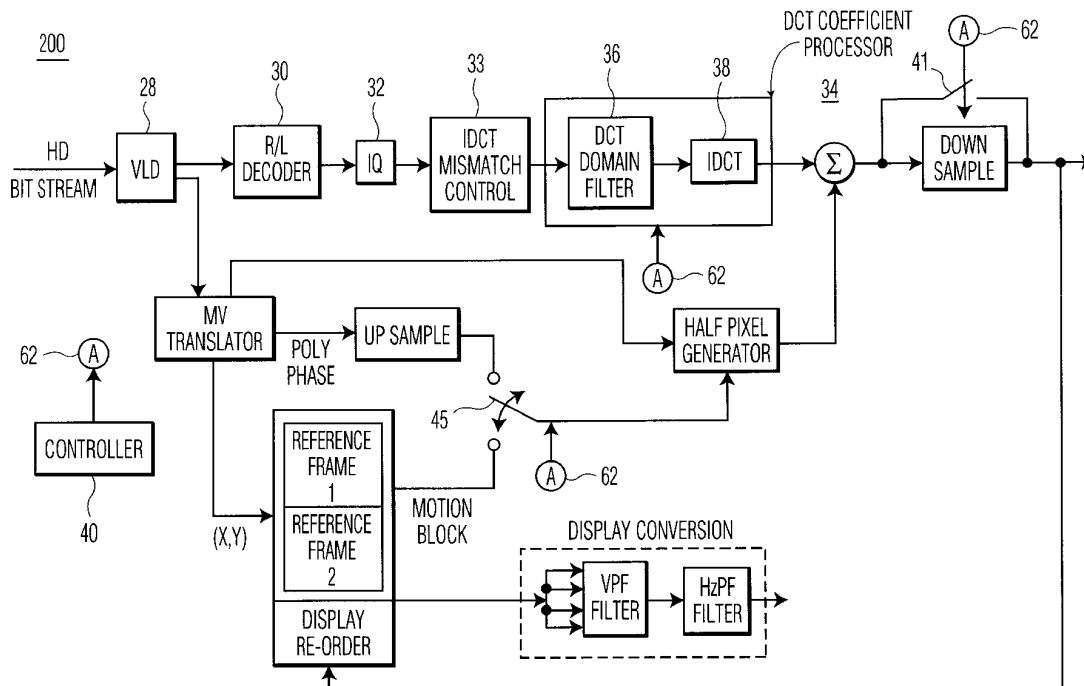 200
28
HD
BIT STREAM
VLD
30
R/L
DECODER
32
IQ
33
IDCT
MISMATCH
CONTROL
36
DCT
DOMAIN
FILTER
38
IDCT
DCT COEFFICIENT
PROCESSOR
34
Σ
A
62
41
DOWN
SAMPLE
A
62
MV
TRANSLATOR
POLY
PHASE
UP SAMPLE
HALF PIXEL
GENERATOR
62
A
CONTROLLER
40
45
A
62
(X,Y)
REFERENCE
FRAME
1
REFERENCE
FRAME
2
DISPLAY
RE-ORDER
MOTION
BLOCK
DISPLAY CONVERSION
VPF
FILTER
HzPF
FILTER